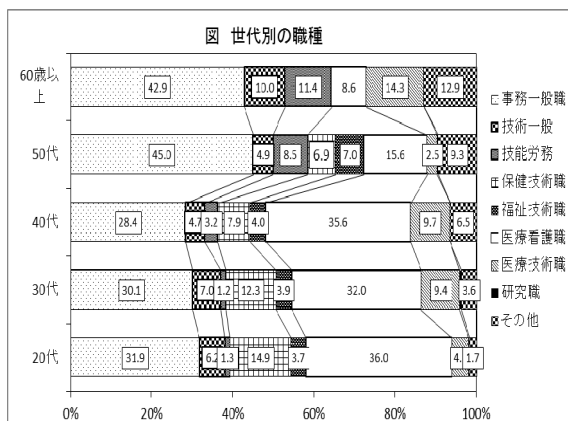 図 世代別の職種
60歳以
上
42.9 10.0 11.4 8.6 14.3 12.9
50代
45.0 4.9 8.5 6.9 7.0 15.6 2.5 9.3
40代
28.4 4.7 3.2 7.9 4.0 35.6 9.7 6.5
30代
30.1 7.0 1.2 12.3 3.9 32.0 9.4 3.6
20代
31.9 6.2 1.3 14.9 3.7 36.0 4. 1.7
0% 20% 40% 60% 80% 100%
事務一般職
技術一般
技能労務
保健技術職
福祉技術職
医療看護職
医療技術職
研究職
その他